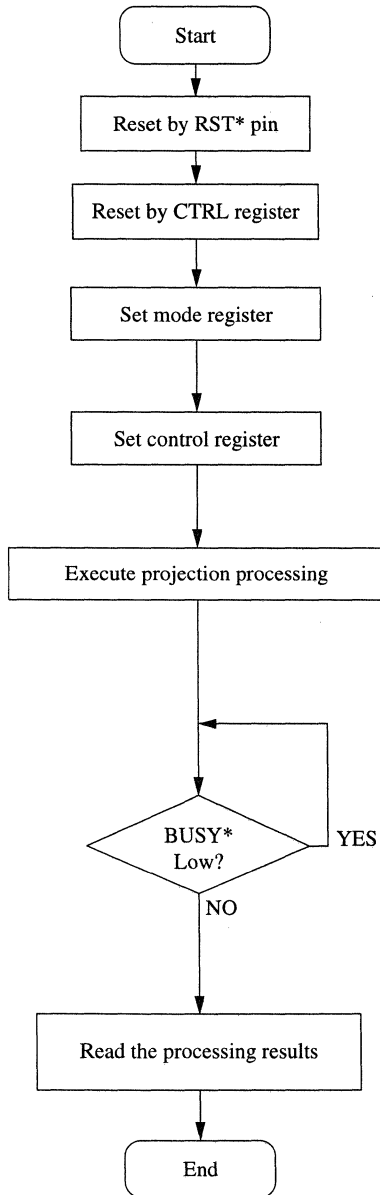 Start
Reset by RST* pin
Reset by CTRL register
Set mode register
Set control register
Execute projection processing
BUSY*
Low?
YES
NO
Read the processing results
End